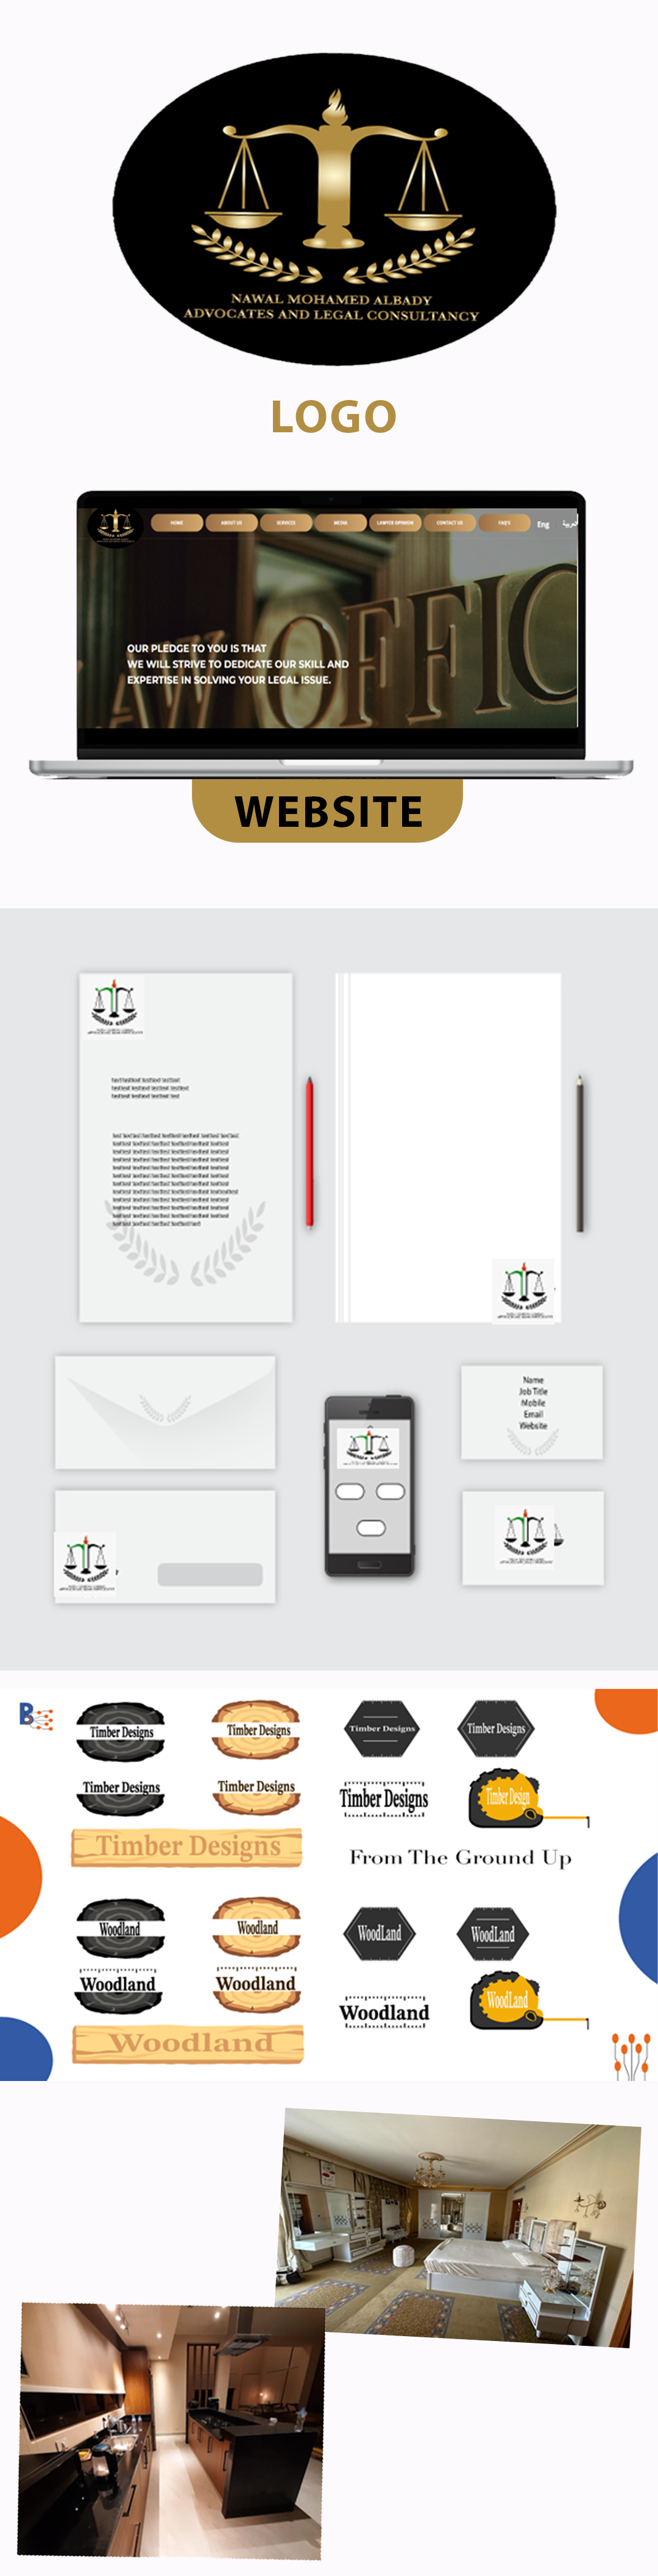 NAWAL MOHAMED ALBADY
ADVOCATES AND LEGAL CONSULTANCY
LOGO
HOME
ABOUT US
SERVICES
MEDIA
LAWYER OPINION
CONTACT US
FAQ'S
Eng
العربية
LAW OFFIC
OUR PLEDGE TO YOU IS THAT
WE WILL STRIVE TO DEDICATE OUR SKILL AND
EXPERTISE IN SOLVING YOUR LEGAL ISSUE.
WEBSITE
Name
Job Title
Mobile
Email
Website
B
Timber Designs
Timber Designs
Timber Designs
Timber Designs
Timber Designs
Timber Designs
Timber Designs
Timber Design
Timber Designs
From The Ground Up
Woodland
Woodland
WoodLand
WoodLand
Woodland
Woodland
Woodland
WoodLand
Woodland